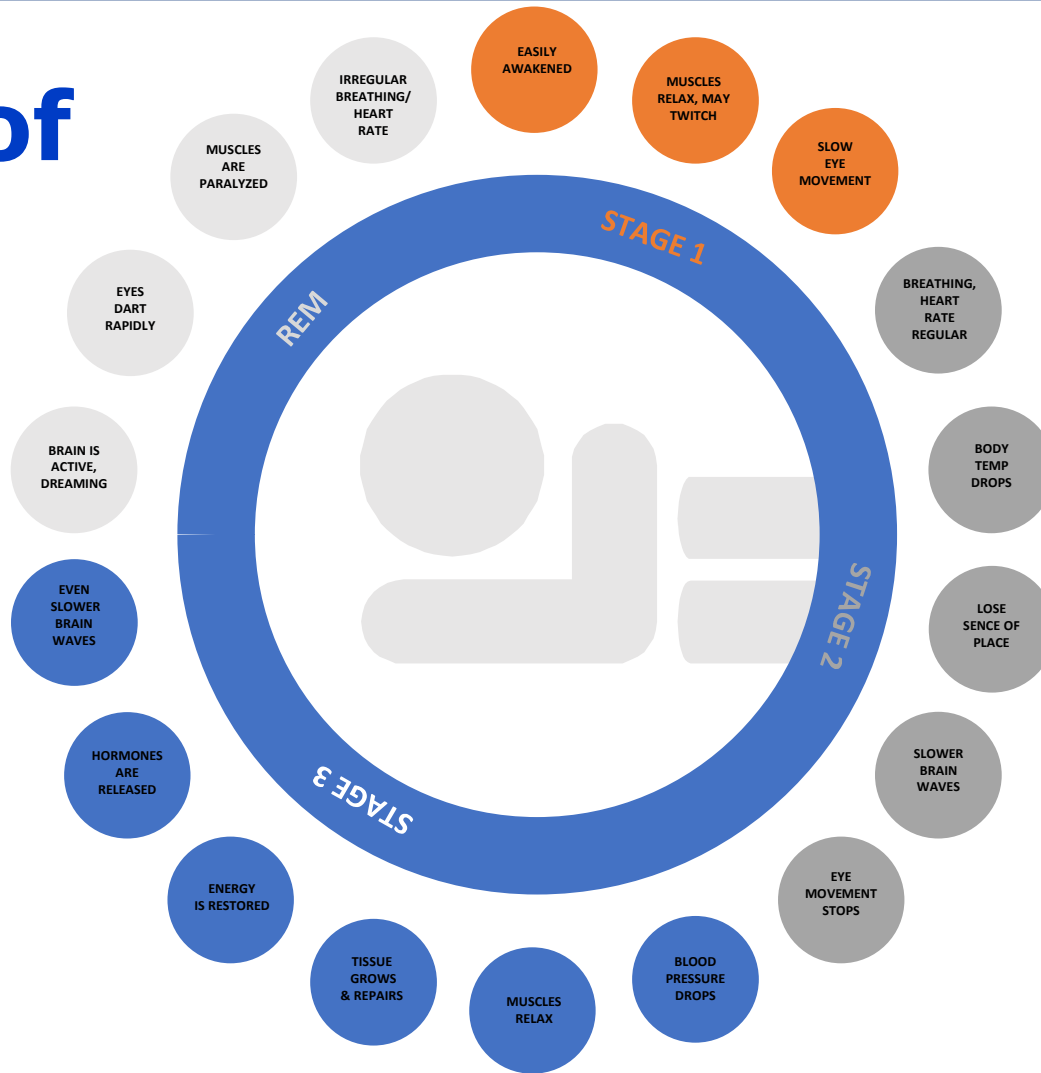 of
EASILY
AWAKENED
MUSCLES
RELAX, MAY
TWITCH
SLOW
EYE
MOVEMENT
BREATHING,
HEART
RATE
REGULAR
BODY
TEMP
DROPS
LOSE
SENCE OF
PLACE
SLOWER
BRAIN
WAVES
EYE
MOVEMENT
STOPS
BLOOD
PRESSURE
DROPS
MUSCLES
RELAX
TISSUE
GROWS
& REPAIRS
ENERGY
IS RESTORED
HORMONES
ARE
RELEASED
EVEN
SLOWER
BRAIN
WAVES
BRAIN IS
ACTIVE,
DREAMING
EYES
DART
RAPIDLY
MUSCLES
ARE
PARALYZED
IRREGULAR
BREATHING/
HEART
RATE
STAGE 1
STAGE 2
STAGE 3
REM